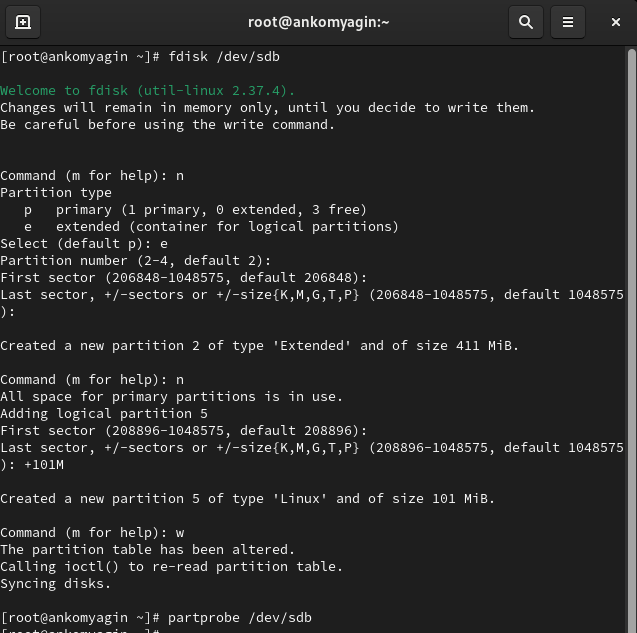 root@ankomyagin:~
[root@ankomyagin ~]# fdisk /dev/sdb
Welcome to fdisk (util-linux 2.37.4).
Changes will remain in memory only, until you decide to write them.
Be careful before using the write command.
Command (m for help): n
Partition type
   p   primary (1 primary, 0 extended, 3 free)
   e   extended (container for logical partitions)
Select (default p): e
Partition number (2-4, default 2):
First sector (206848-1048575, default 206848):
Last sector, +/-sectors or +/-size{K,M,G,T,P} (206848-1048575, default 1048575
):
Created a new partition 2 of type 'Extended' and of size 411 MiB.
Command (m for help): n
All space for primary partitions is in use.
Adding logical partition 5
First sector (208896-1048575, default 208896):
Last sector, +/-sectors or +/-size{K,M,G,T,P} (208896-1048575, default 1048575
): +101M
Created a new partition 5 of type 'Linux' and of size 101 MiB.
Command (m for help): w
The partition table has been altered.
Calling ioctl() to re-read partition table.
Syncing disks.
[root@ankomyagin ~]# partprobe /dev/sdb
[root@ankomyagin ~]#